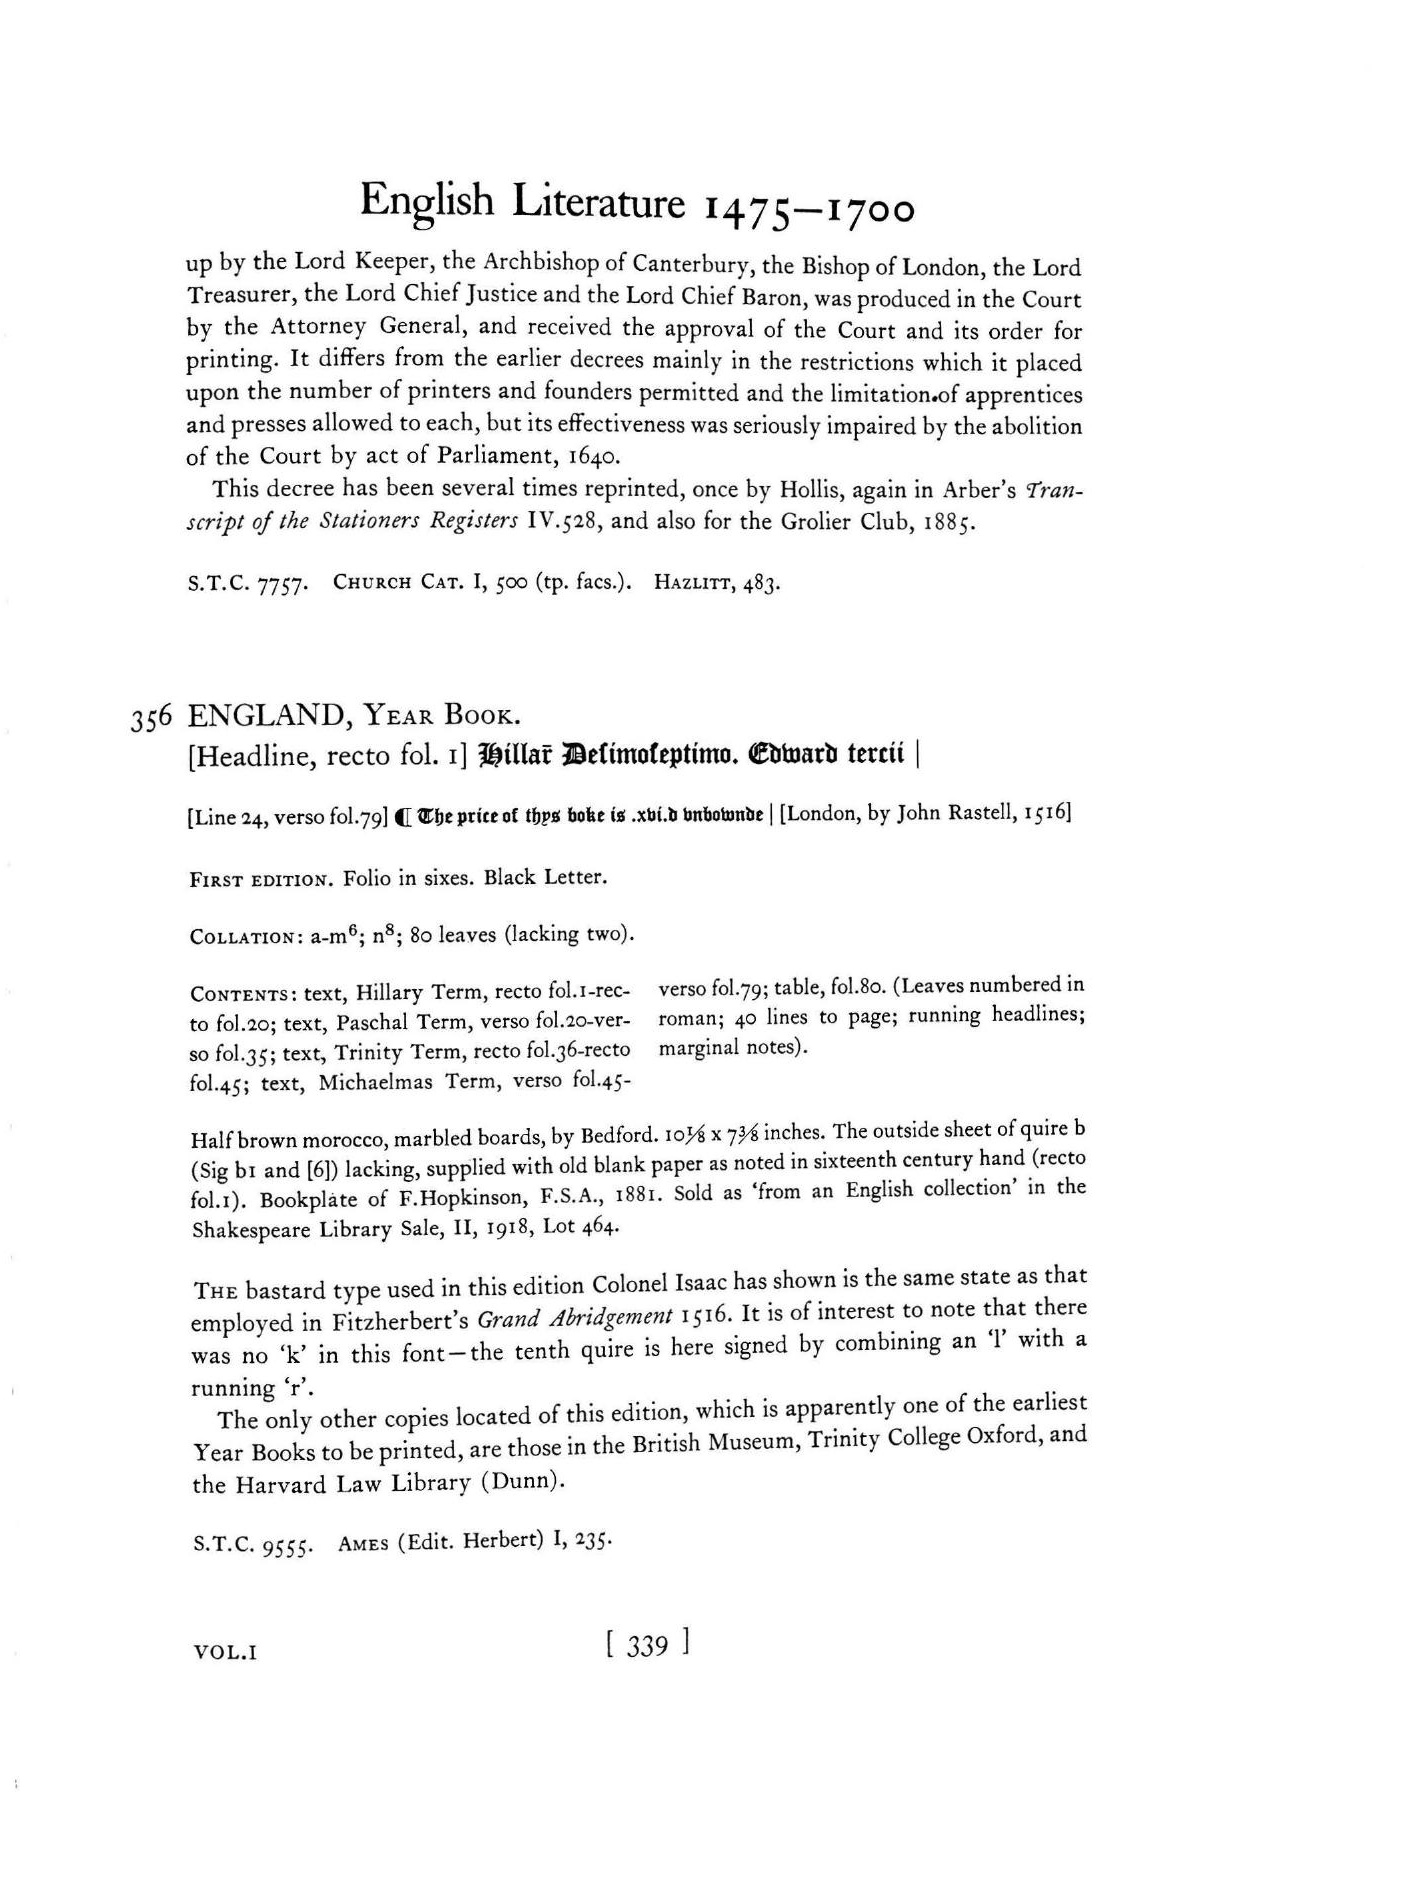 English Literature 1475–1700
up by the Lord Keeper, the Archbishop of Canterbury, the Bishop of London, the Lord
Treasurer, the Lord Chief Justice and the Lord Chief Baron, was produced in the Court
by the Attorney General, and received the approval of the Court and its order for
printing. It differs from the earlier decrees mainly in the restrictions which it placed
upon the number of printers and founders permitted and the limitation of apprentices
and presses allowed to each, but its effectiveness was seriously impaired by the abolition
of the Court by act of Parliament, 1640.
This decree has been several times reprinted, once by Hollis, again in Arber's Tran-
script of the Stationers Registers IV.528, and also for the Grolier Club, 1885.
S.T.C. 7757. CHURCH CAT. I, 500 (tp. facs.). HAZLITT, 483.
356 ENGLAND, YEAR BOOK.
[Headline, recto fol. 1] Hillar̄ Deſimoſeptimo. Edward tercii |
[Line 24, verso fol.79] ¶ The price of thys boke is .xvi.d vnbownde | [London, by John Rastell, 1516]
FIRST EDITION. Folio in sixes. Black Letter.
COLLATION: a-m⁶; n⁸; 80 leaves (lacking two).
CONTENTS: text, Hillary Term, recto fol.1-rec-
to fol.20; text, Paschal Term, verso fol.20-ver-
so fol.35; text, Trinity Term, recto fol.36-recto
fol.45; text, Michaelmas Term, verso fol.45-
verso fol.79; table, fol.80. (Leaves numbered in
roman; 40 lines to page; running headlines;
marginal notes).
Half brown morocco, marbled boards, by Bedford. 10⅛ x 7⅜ inches. The outside sheet of quire b
(Sig b1 and [6]) lacking, supplied with old blank paper as noted in sixteenth century hand (recto
fol.1). Bookplate of F.Hopkinson, F.S.A., 1881. Sold as 'from an English collection' in the
Shakespeare Library Sale, II, 1918, Lot 464.
THE bastard type used in this edition Colonel Isaac has shown is the same state as that
employed in Fitzherbert's Grand Abridgement 1516. It is of interest to note that there
was no 'k' in this font—the tenth quire is here signed by combining an 'l' with a
running 'r'.
The only other copies located of this edition, which is apparently one of the earliest
Year Books to be printed, are those in the British Museum, Trinity College Oxford, and
the Harvard Law Library (Dunn).
S.T.C. 9555. AMES (Edit. Herbert) I, 235.
VOL.I [ 339 ]